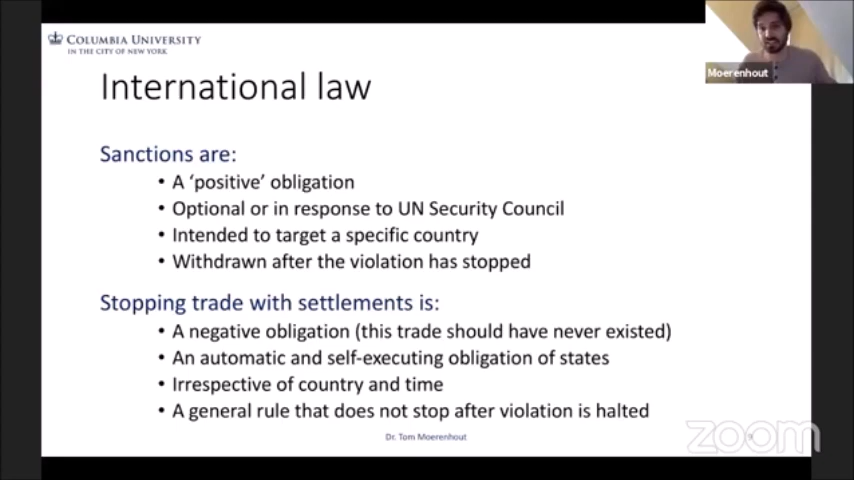 COLUMBIA UNIVERSITY
IN THE CITY OF NEW YORK
Moerenhout
International law
Sanctions are:
• A ‘positive’ obligation
• Optional or in response to UN Security Council
• Intended to target a specific country
• Withdrawn after the violation has stopped
Stopping trade with settlements is:
• A negative obligation (this trade should have never existed)
• An automatic and self-executing obligation of states
• Irrespective of country and time
• A general rule that does not stop after violation is halted
Dr. Tom Moerenhout
zoom